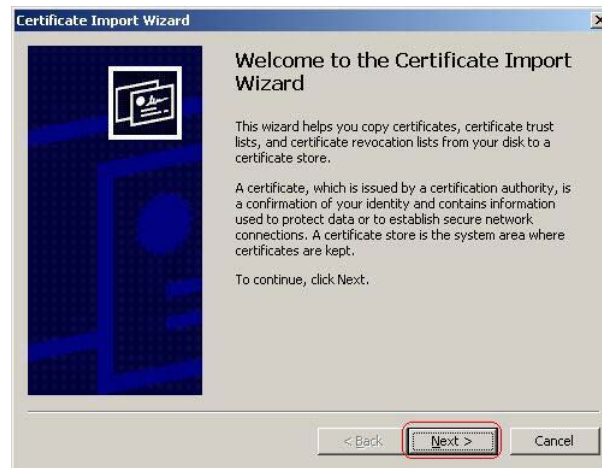 Certificate Import Wizard
Welcome to the Certificate Import
Wizard
This wizard helps you copy certificates, certificate trust
lists, and certificate revocation lists from your disk to a
certificate store.
A certificate, which is issued by a certification authority, is
a confirmation of your identity and contains information
used to protect data or to establish secure network
connections. A certificate store is the system area where
certificates are kept.
To continue, click Next.
< Back Next > Cancel